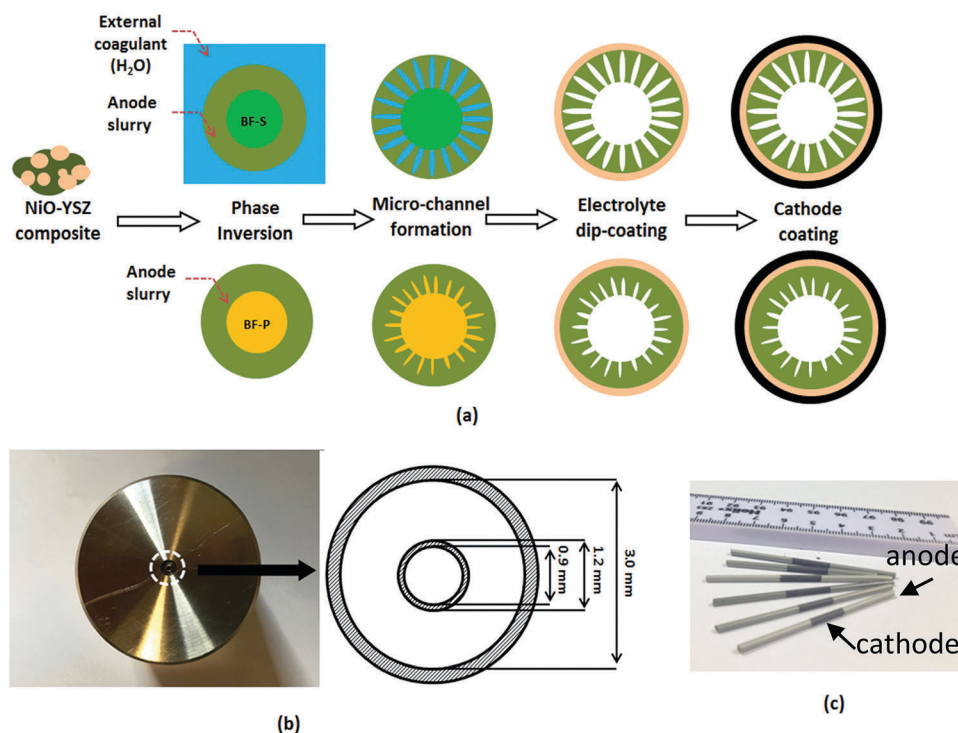 External
coagulant
(H₂O)
Anode
slurry
BF-S
NiO-YSZ
composite
Phase
Inversion
Micro-channel
formation
Electrolyte
dip-coating
Cathode
coating
Anode
slurry
BF-P
(a)
0.9 mm
1.2 mm
3.0 mm
(b)
anode
cathode
(c)